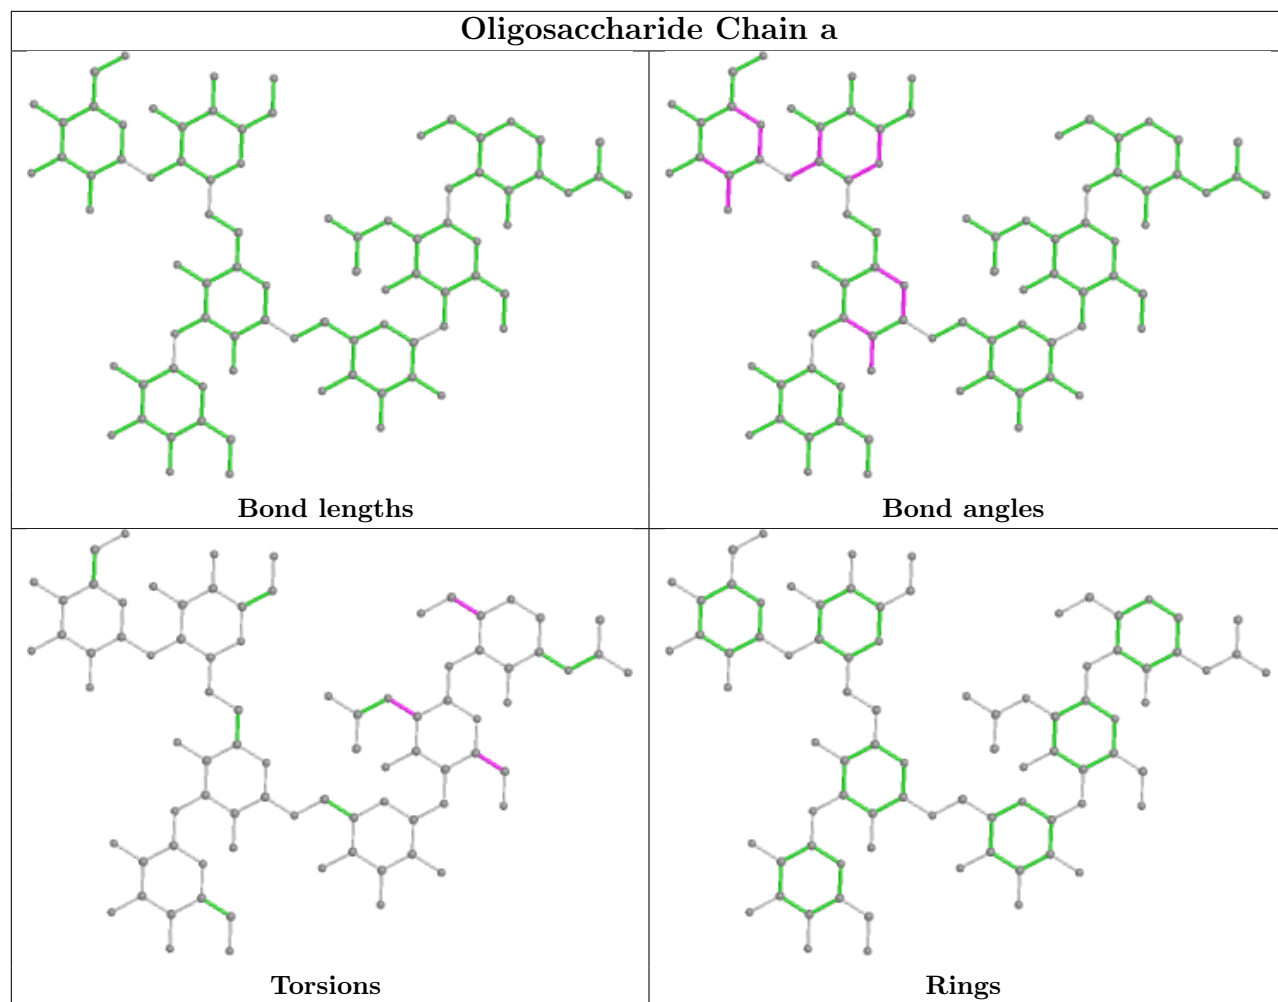 Oligosaccharide Chain a
Bond lengths
Bond angles
Torsions
Rings